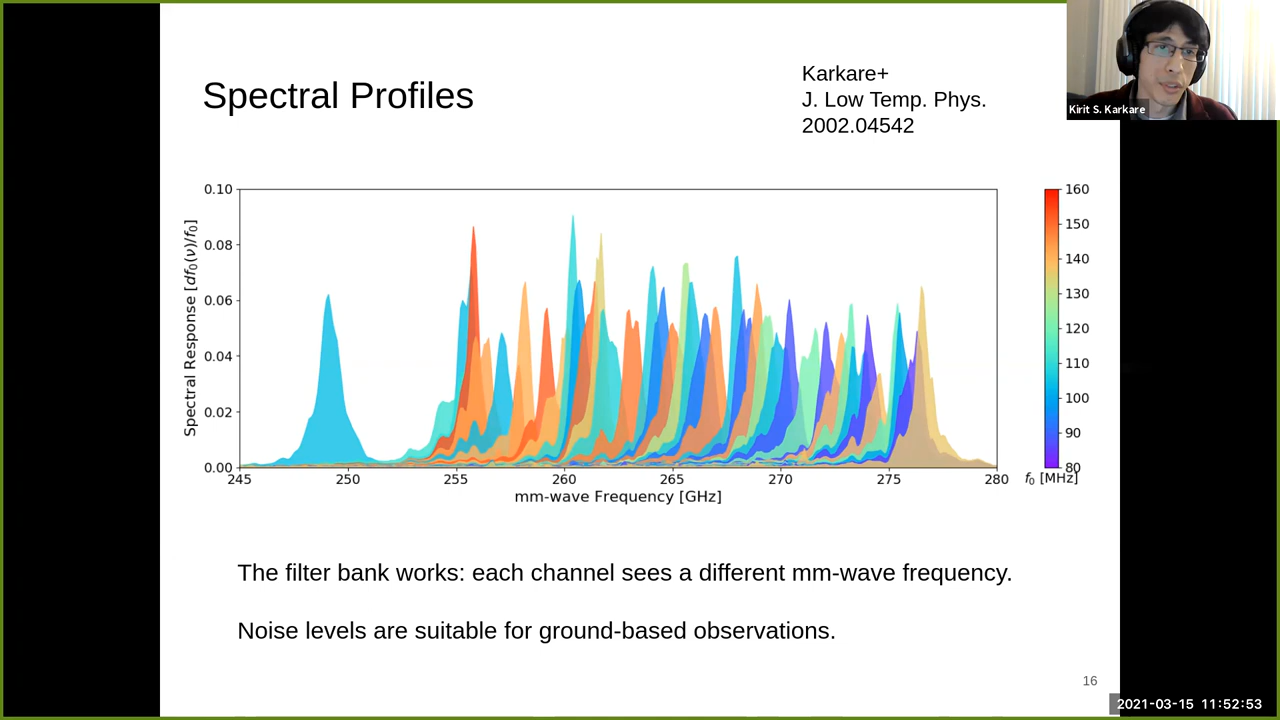 Spectral Profiles
Karkare+
J. Low Temp. Phys.
2002.04542
Kirit S. Karkare
0.10
0.08
0.06
0.04
0.02
0.00
Spectral Response [df₀(ν)/f₀]
245 250 255 260 265 270 275 280
mm-wave Frequency [GHz]
160
150
140
130
120
110
100
90
80
f₀ [MHz]
The filter bank works: each channel sees a different mm-wave frequency.
Noise levels are suitable for ground-based observations.
16
2021-03-15 11:52:53